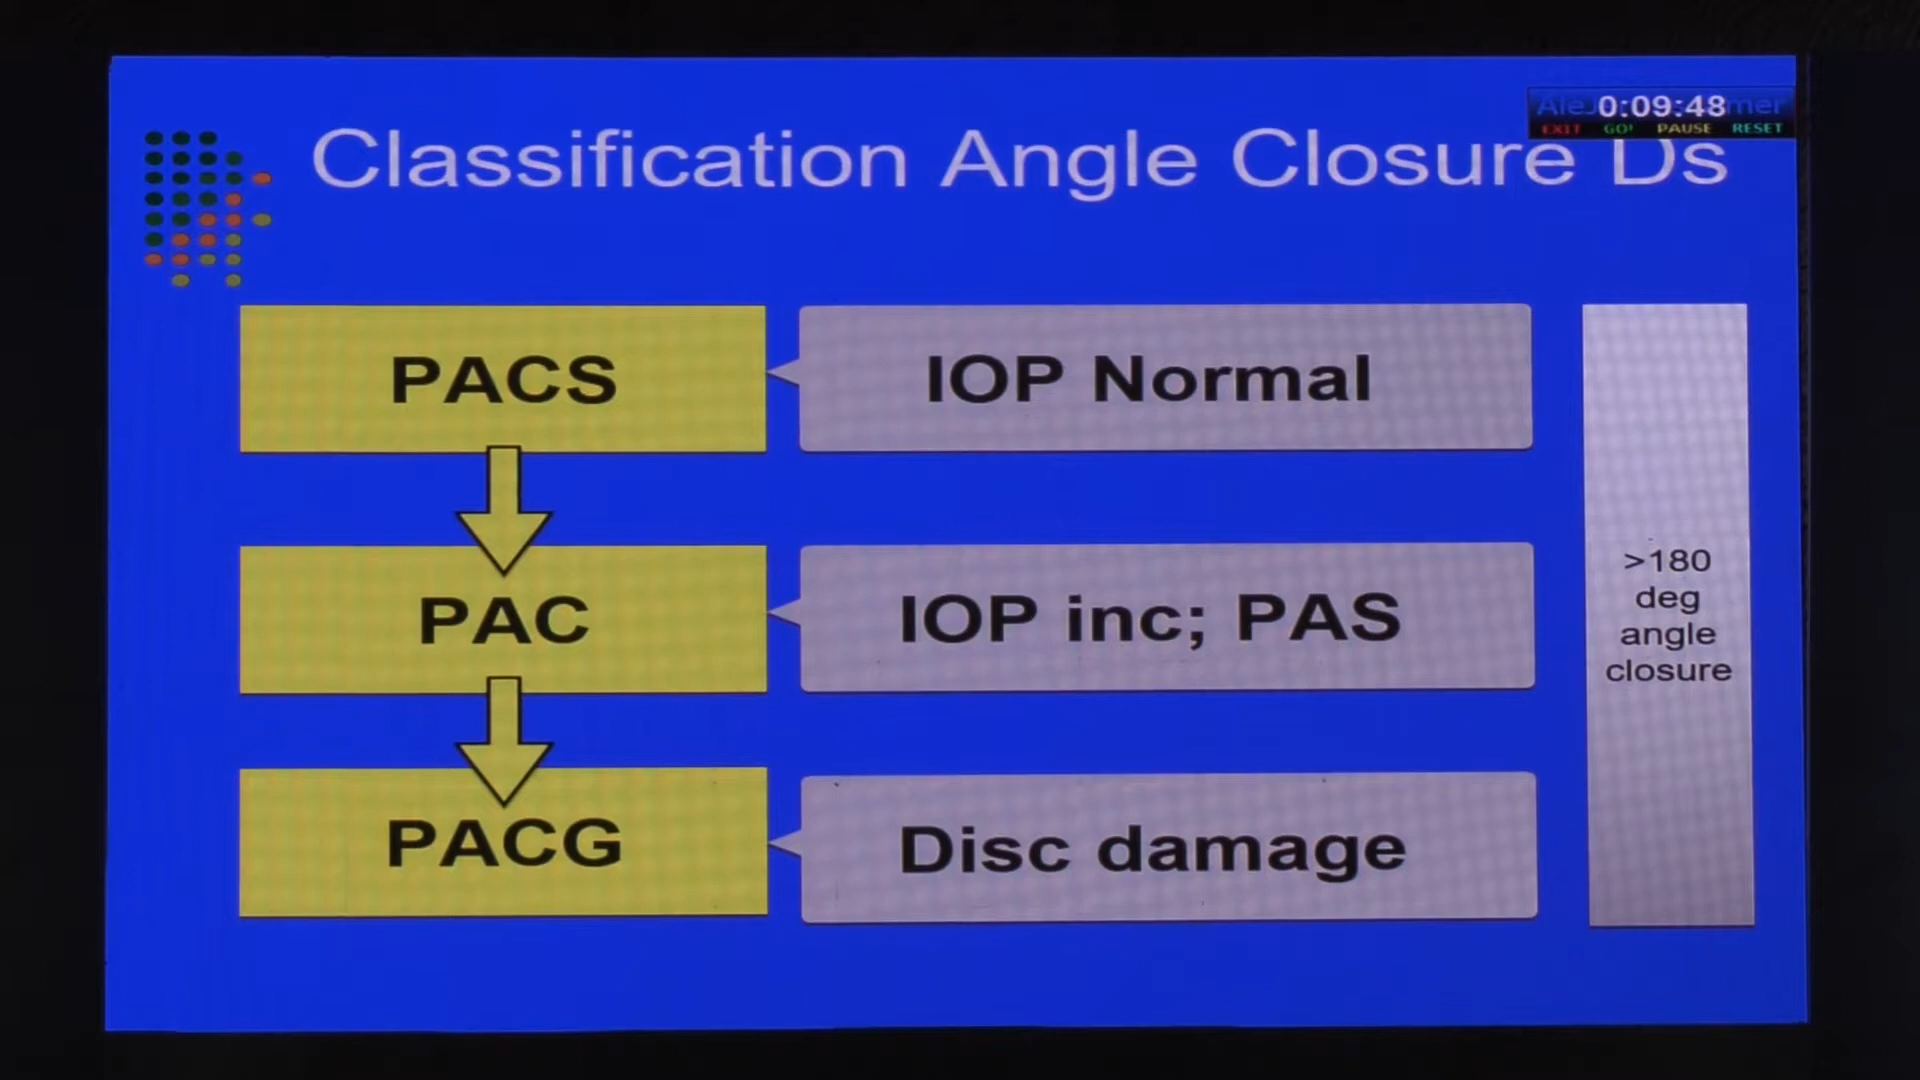 0:09:48
EXIT GO! PAUSE RESET
Classification Angle Closure Ds
PACS
IOP Normal
PAC
IOP inc; PAS
PACG
Disc damage
>180
deg
angle
closure